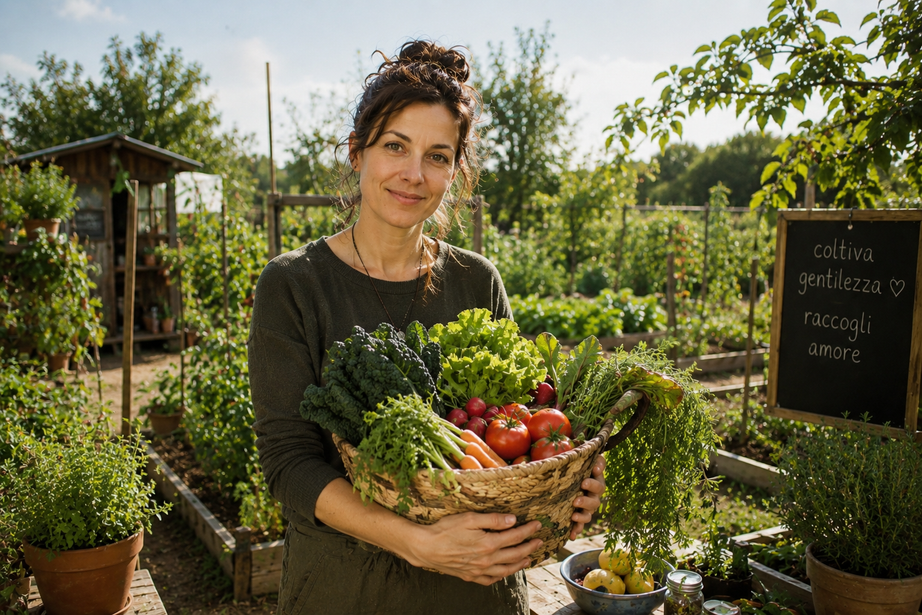 coltiva
gentilezza ♡
raccogli
amore